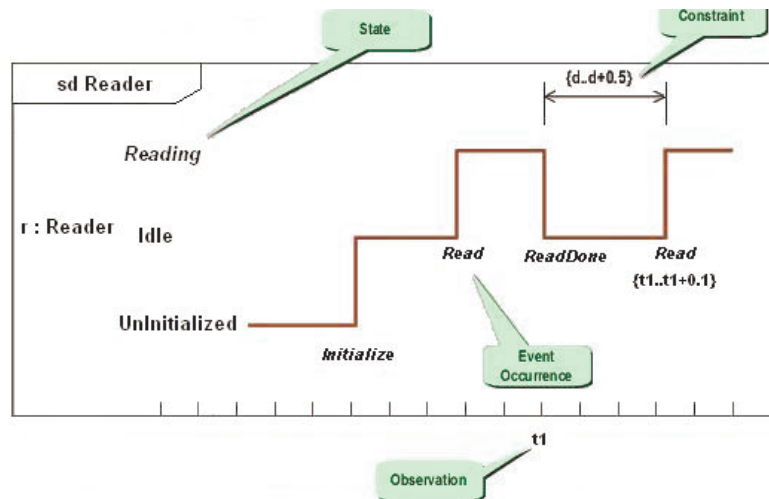 Constraint
State
{d..d+0.5}
sd Reader
Reading
r : Reader
Idle
Read
ReadDone
Read
{t1..t1+0.1}
UnInitialized
Initialize
Event
Occurrence
t1
Observation